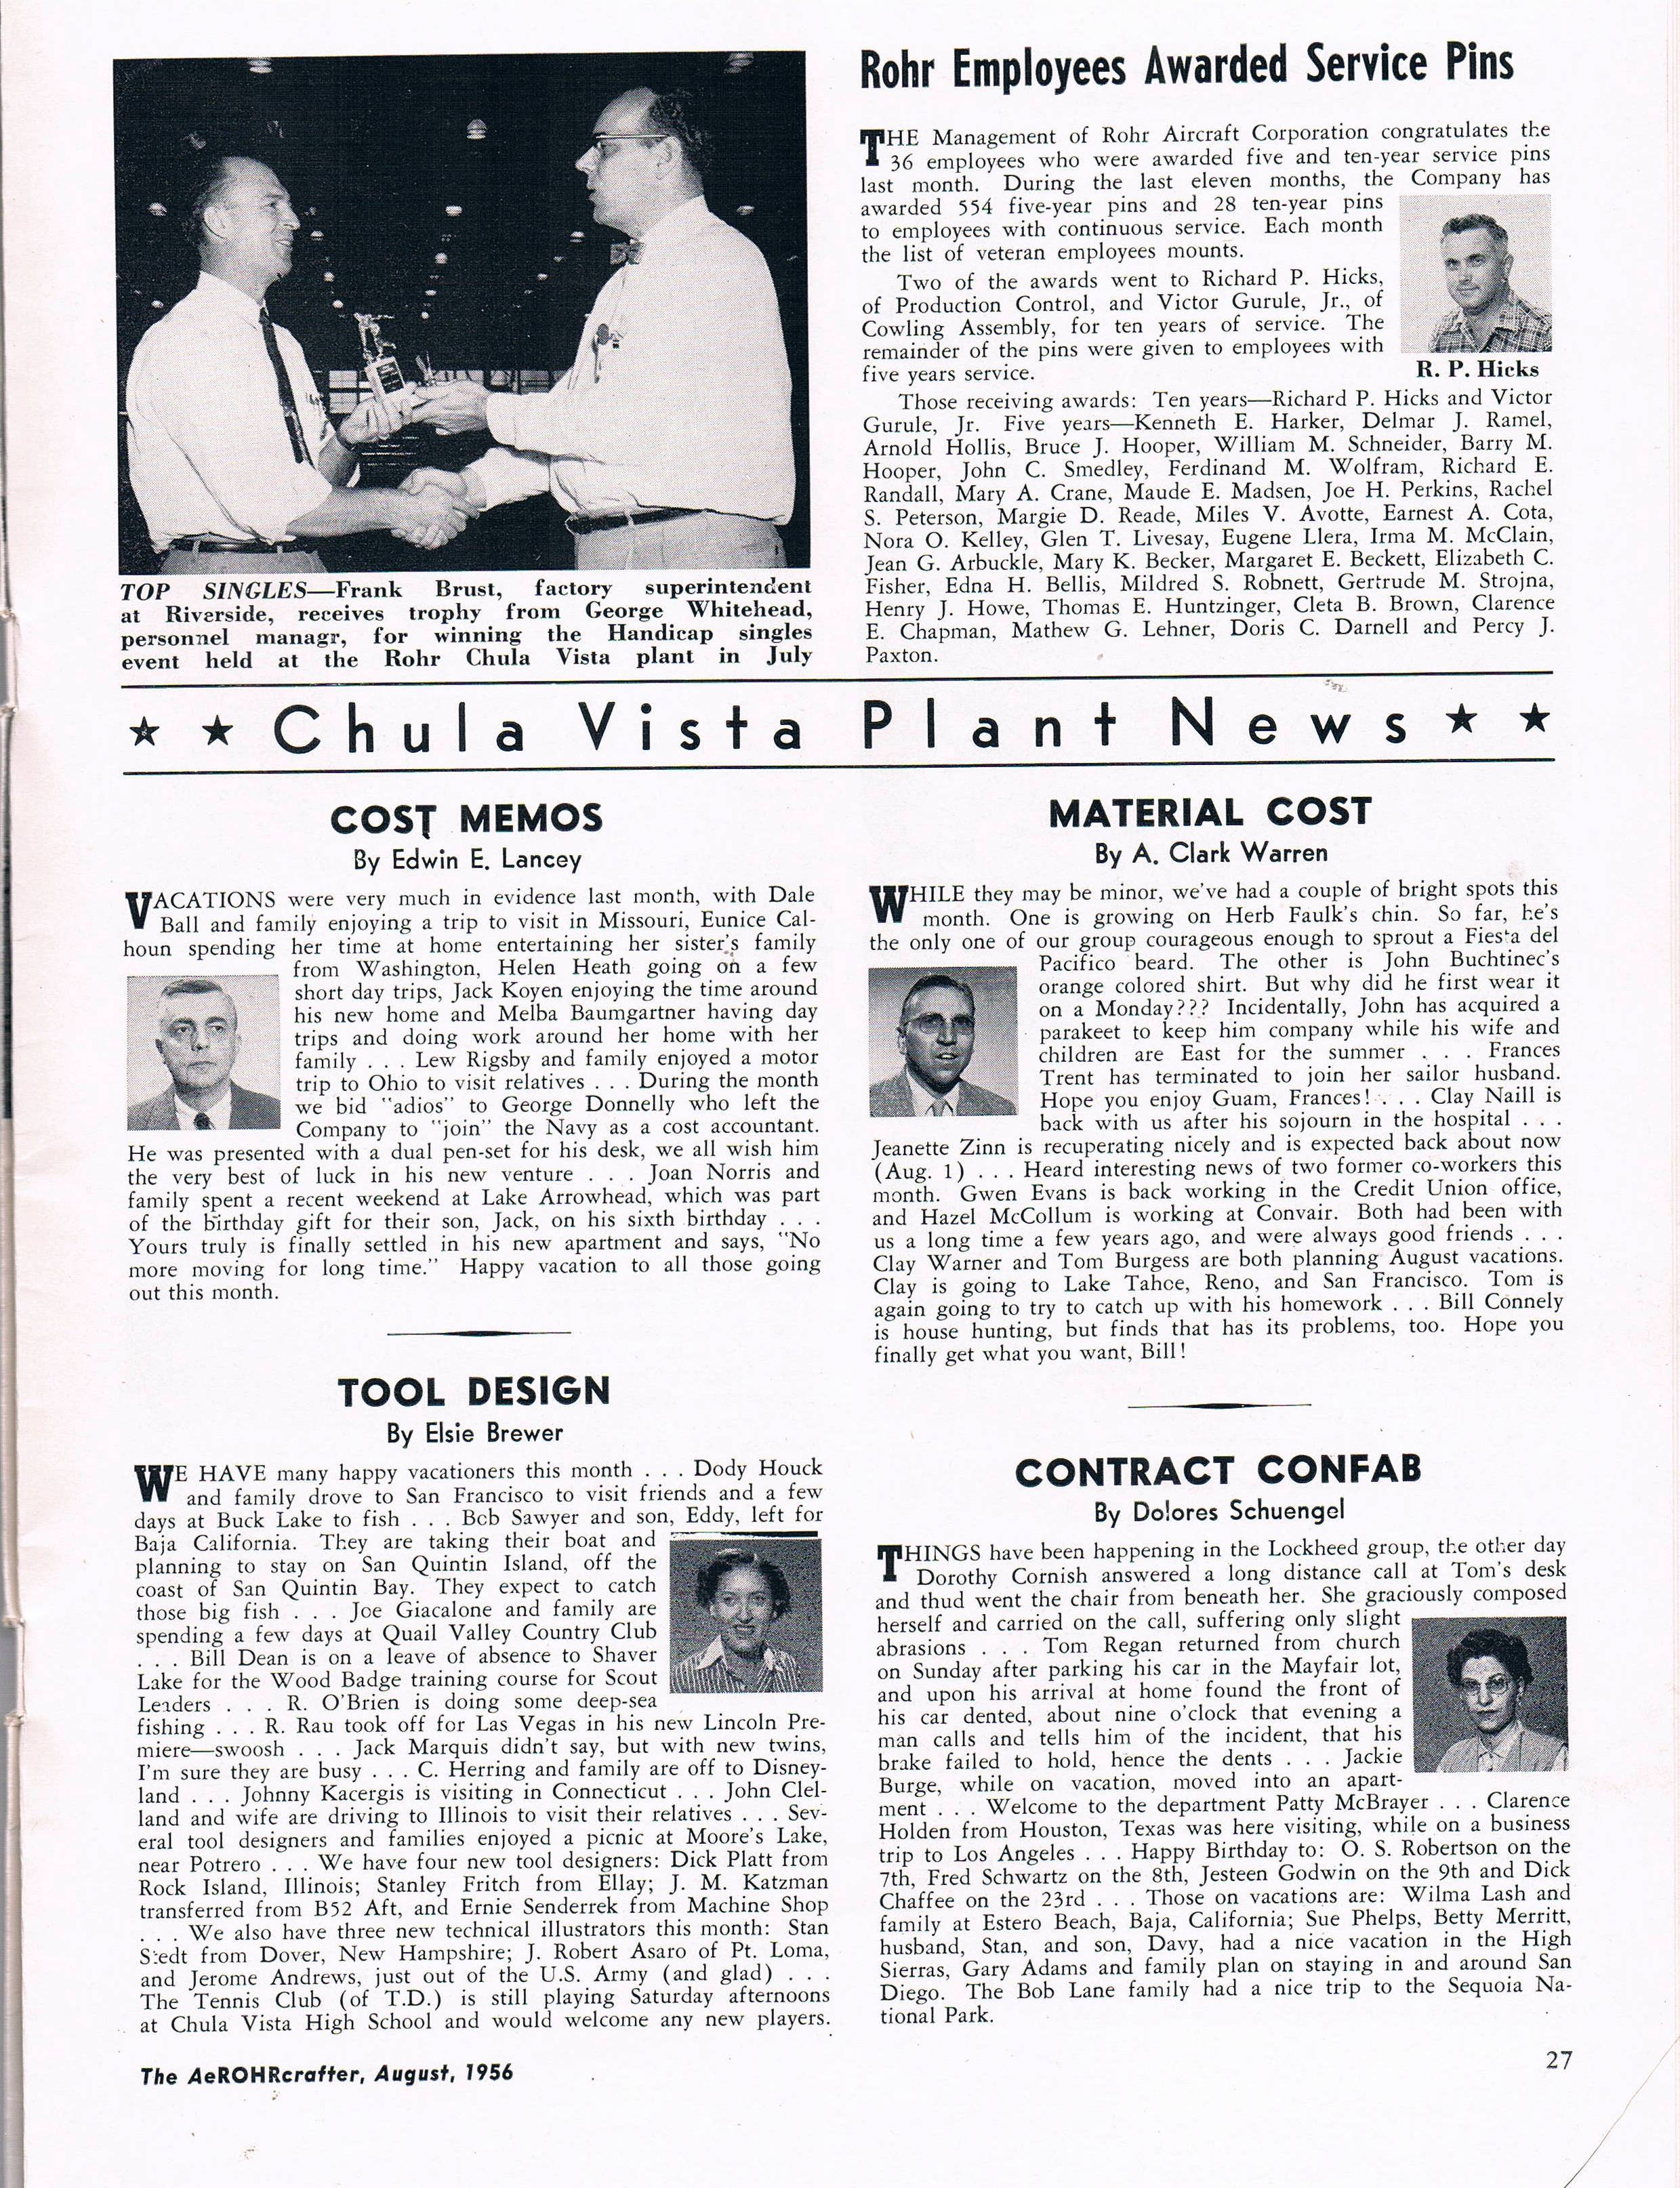 Rohr Employees Awarded Service Pins
THE Management of Rohr Aircraft Corporation congratulates the
36 employees who were awarded five and ten-year service pins
last month. During the last eleven months, the Company has
awarded 554 five-year pins and 28 ten-year pins
to employees with continuous service. Each month
the list of veteran employees mounts.
Two of the awards went to Richard P. Hicks,
of Production Control, and Victor Gurule, Jr., of
Cowling Assembly, for ten years of service. The
remainder of the pins were given to employees with
five years service.
R. P. Hicks
Those receiving awards: Ten years—Richard P. Hicks and Victor
Gurule, Jr. Five years—Kenneth E. Harker, Delmar J. Ramel,
Arnold Hollis, Bruce J. Hooper, William M. Schneider, Barry M.
Hooper, John C. Smedley, Ferdinand M. Wolfram, Richard E.
Randall, Mary A. Crane, Maude E. Madsen, Joe H. Perkins, Rachel
S. Peterson, Margie D. Reade, Miles V. Avotte, Earnest A. Cota,
Nora O. Kelley, Glen T. Livesay, Eugene Llera, Irma M. McClain,
Jean G. Arbuckle, Mary K. Becker, Margaret E. Beckett, Elizabeth C.
Fisher, Edna H. Bellis, Mildred S. Robnett, Gertrude M. Strojna,
Henry J. Howe, Thomas E. Huntzinger, Cleta B. Brown, Clarence
E. Chapman, Mathew G. Lehner, Doris C. Darnell and Percy J.
Paxton.
TOP SINGLES—Frank Brust, factory superintendent
at Riverside, receives trophy from George Whitehead,
personnel managr, for winning the Handicap singles
event held at the Rohr Chula Vista plant in July
★ ★ Chula Vista Plant News ★ ★
COST MEMOS
By Edwin E. Lancey
VACATIONS were very much in evidence last month, with Dale
Ball and family enjoying a trip to visit in Missouri, Eunice Cal-
houn spending her time at home entertaining her sister's family
from Washington, Helen Heath going on a few
short day trips, Jack Koyen enjoying the time around
his new home and Melba Baumgartner having day
trips and doing work around her home with her
family . . . Lew Rigsby and family enjoyed a motor
trip to Ohio to visit relatives . . . During the month
we bid "adios" to George Donnelly who left the
Company to "join" the Navy as a cost accountant.
He was presented with a dual pen-set for his desk, we all wish him
the very best of luck in his new venture . . . Joan Norris and
family spent a recent weekend at Lake Arrowhead, which was part
of the birthday gift for their son, Jack, on his sixth birthday . . .
Yours truly is finally settled in his new apartment and says, "No
more moving for long time." Happy vacation to all those going
out this month.
TOOL DESIGN
By Elsie Brewer
WE HAVE many happy vacationers this month . . . Dody Houck
and family drove to San Francisco to visit friends and a few
days at Buck Lake to fish . . . Bob Sawyer and son, Eddy, left for
Baja California. They are taking their boat and
planning to stay on San Quintin Island, off the
coast of San Quintin Bay. They expect to catch
those big fish . . . Joe Giacalone and family are
spending a few days at Quail Valley Country Club
. . . Bill Dean is on a leave of absence to Shaver
Lake for the Wood Badge training course for Scout
Leaders . . . R. O'Brien is doing some deep-sea
fishing . . . R. Rau took off for Las Vegas in his new Lincoln Pre-
miere—swoosh . . . Jack Marquis didn't say, but with new twins,
I'm sure they are busy . . . C. Herring and family are off to Disney-
land . . . Johnny Kacergis is visiting in Connecticut . . . John Clel-
land and wife are driving to Illinois to visit their relatives . . . Sev-
eral tool designers and families enjoyed a picnic at Moore's Lake,
near Potrero . . . We have four new tool designers: Dick Platt from
Rock Island, Illinois; Stanley Fritch from Ellay; J. M. Katzman
transferred from B52 Aft, and Ernie Senderrek from Machine Shop
. . . We also have three new technical illustrators this month: Stan
Stedt from Dover, New Hampshire; J. Robert Asaro of Pt. Loma,
and Jerome Andrews, just out of the U.S. Army (and glad) . . .
The Tennis Club (of T.D.) is still playing Saturday afternoons
at Chula Vista High School and would welcome any new players.
MATERIAL COST
By A. Clark Warren
WHILE they may be minor, we've had a couple of bright spots this
month. One is growing on Herb Faulk's chin. So far, he's
the only one of our group courageous enough to sprout a Fiesta del
Pacifico beard. The other is John Buchtinec's
orange colored shirt. But why did he first wear it
on a Monday??? Incidentally, John has acquired a
parakeet to keep him company while his wife and
children are East for the summer . . . Frances
Trent has terminated to join her sailor husband.
Hope you enjoy Guam, Frances! . . . Clay Naill is
back with us after his sojourn in the hospital . . .
Jeanette Zinn is recuperating nicely and is expected back about now
(Aug. 1) . . . Heard interesting news of two former co-workers this
month. Gwen Evans is back working in the Credit Union office,
and Hazel McCollum is working at Convair. Both had been with
us a long time a few years ago, and were always good friends . . .
Clay Warner and Tom Burgess are both planning August vacations.
Clay is going to Lake Tahoe, Reno, and San Francisco. Tom is
again going to try to catch up with his homework . . . Bill Connely
is house hunting, but finds that has its problems, too. Hope you
finally get what you want, Bill!
CONTRACT CONFAB
By Dolores Schuengel
THINGS have been happening in the Lockheed group, the other day
Dorothy Cornish answered a long distance call at Tom's desk
and thud went the chair from beneath her. She graciously composed
herself and carried on the call, suffering only slight
abrasions . . . Tom Regan returned from church
on Sunday after parking his car in the Mayfair lot,
and upon his arrival at home found the front of
his car dented, about nine o'clock that evening a
man calls and tells him of the incident, that his
brake failed to hold, hence the dents . . . Jackie
Burge, while on vacation, moved into an apart-
ment . . . Welcome to the department Patty McBrayer . . . Clarence
Holden from Houston, Texas was here visiting, while on a business
trip to Los Angeles . . . Happy Birthday to: O. S. Robertson on the
7th, Fred Schwartz on the 8th, Jesteen Godwin on the 9th and Dick
Chaffee on the 23rd . . . Those on vacations are: Wilma Lash and
family at Estero Beach, Baja, California; Sue Phelps, Betty Merritt,
husband, Stan, and son, Davy, had a nice vacation in the High
Sierras, Gary Adams and family plan on staying in and around San
Diego. The Bob Lane family had a nice trip to the Sequoia Na-
tional Park.
The AeROHRcrafter, August, 1956
27